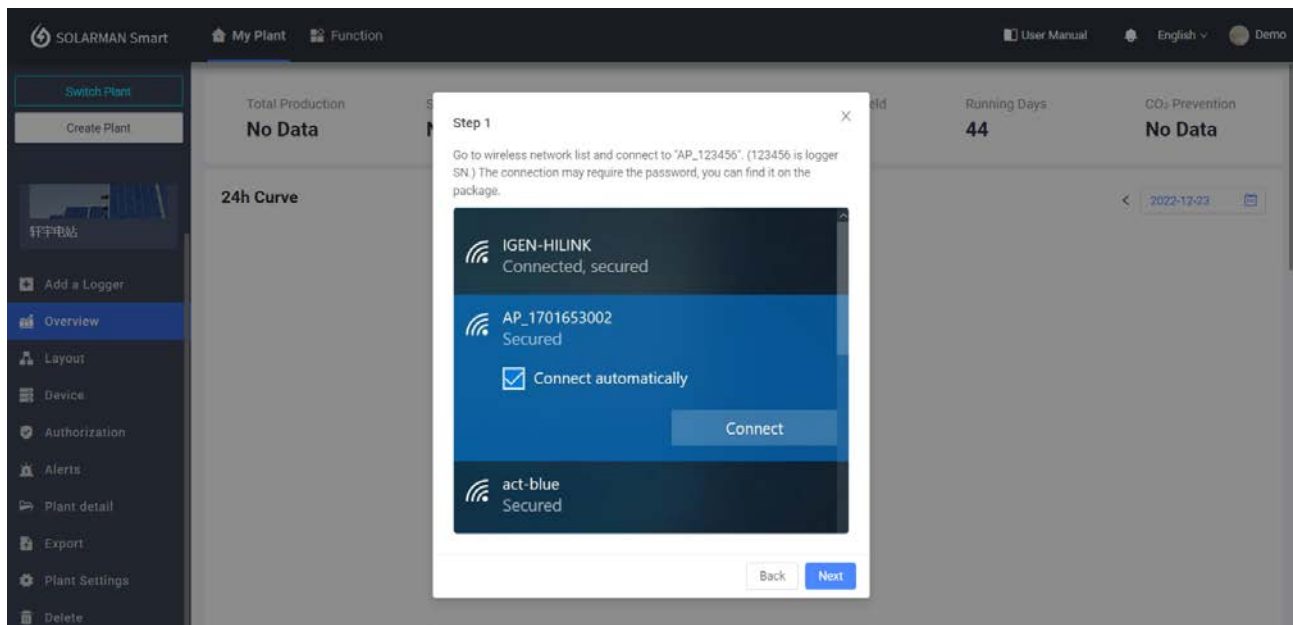 SOLARMAN Smart
My Plant
Function
User Manual
English
Demo
Switch Plant
Create Plant
轩宇电站
Add a Logger
Overview
Layout
Device
Authorization
Alerts
Plant detail
Export
Plant Settings
Delete
Total Production
No Data
Running Days
44
CO₂ Prevention
No Data
24h Curve
2022-12-23
Step 1
Go to wireless network list and connect to "AP_123456". (123456 is logger
SN.) The connection may require the password, you can find it on the
package.
IGEN-HILINK
Connected, secured
AP_1701653002
Secured
Connect automatically
Connect
act-blue
Secured
Back
Next